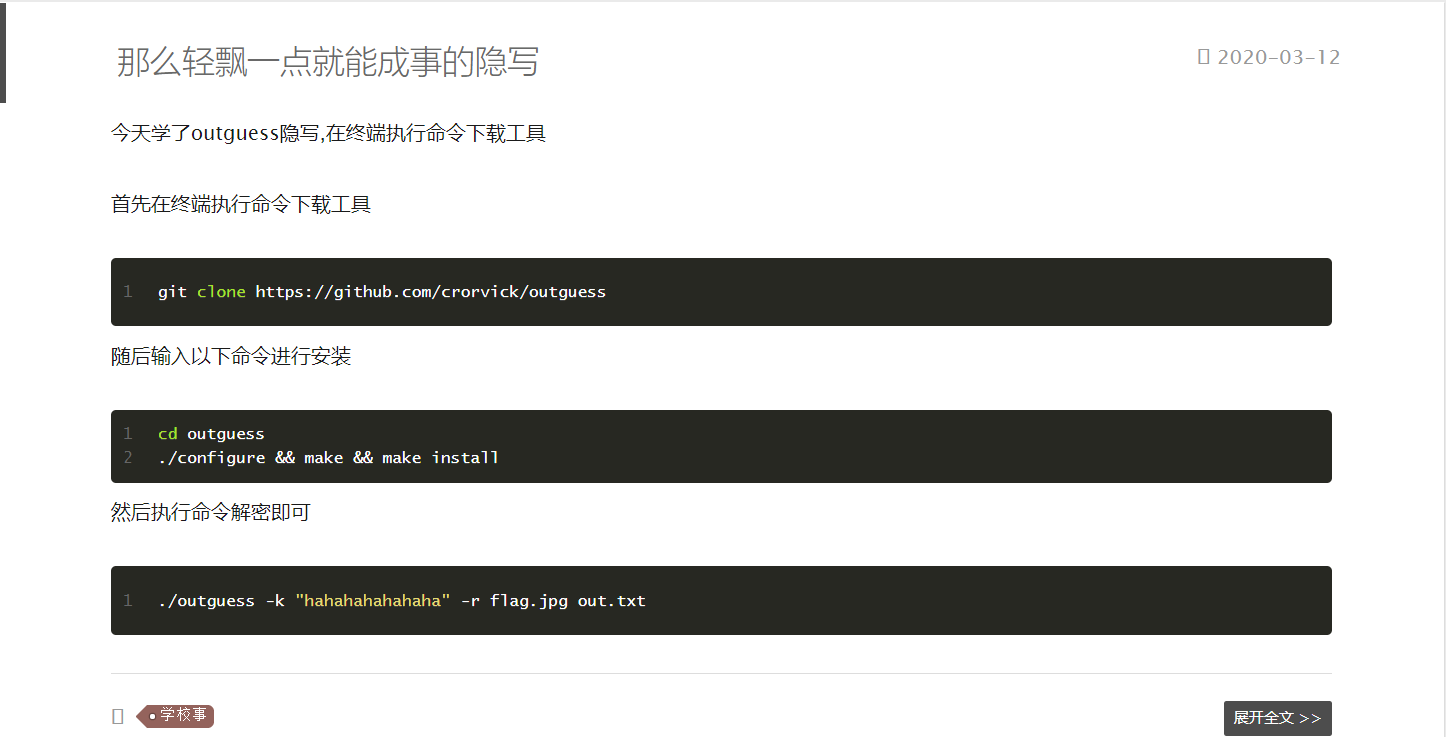 那么轻飘一点就能成事的隐写
2020-03-12
今天学了outguess隐写,在终端执行命令下载工具
首先在终端执行命令下载工具
1 git clone https://github.com/crorvick/outguess
随后输入以下命令进行安装
1 cd outguess
2 ./configure && make && make install
然后执行命令解密即可
1 ./outguess -k "hahahahahahaha" -r flag.jpg out.txt
学校事
展开全文 >>